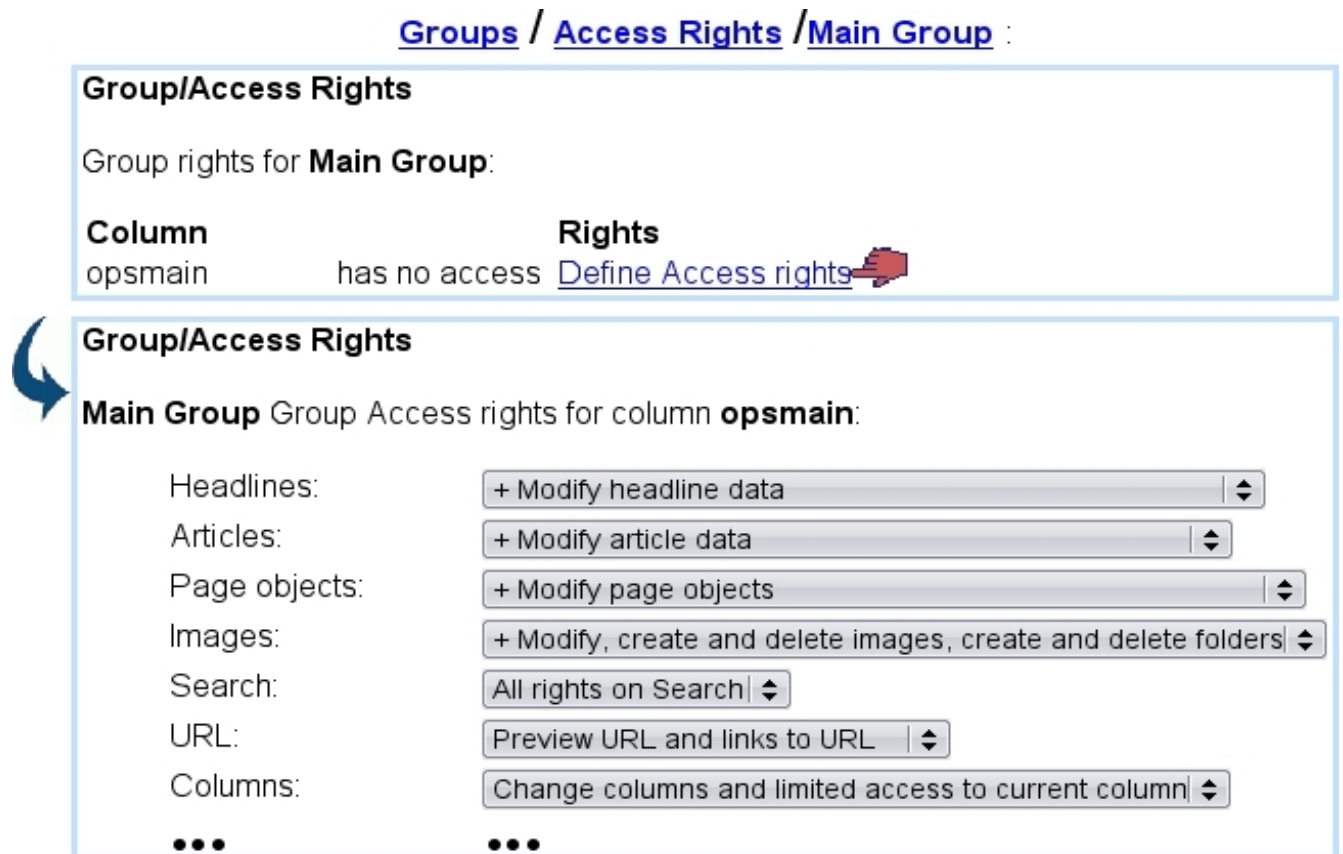 Groups / Access Rights /Main Group :
Group/Access Rights
Group rights for Main Group:
Column Rights
opsmain has no access Define Access rights
Group/Access Rights
Main Group Group Access rights for column opsmain:
Headlines: + Modify headline data
Articles: + Modify article data
Page objects: + Modify page objects
Images: + Modify, create and delete images, create and delete folders
Search: All rights on Search
URL: Preview URL and links to URL
Columns: Change columns and limited access to current column
••• •••